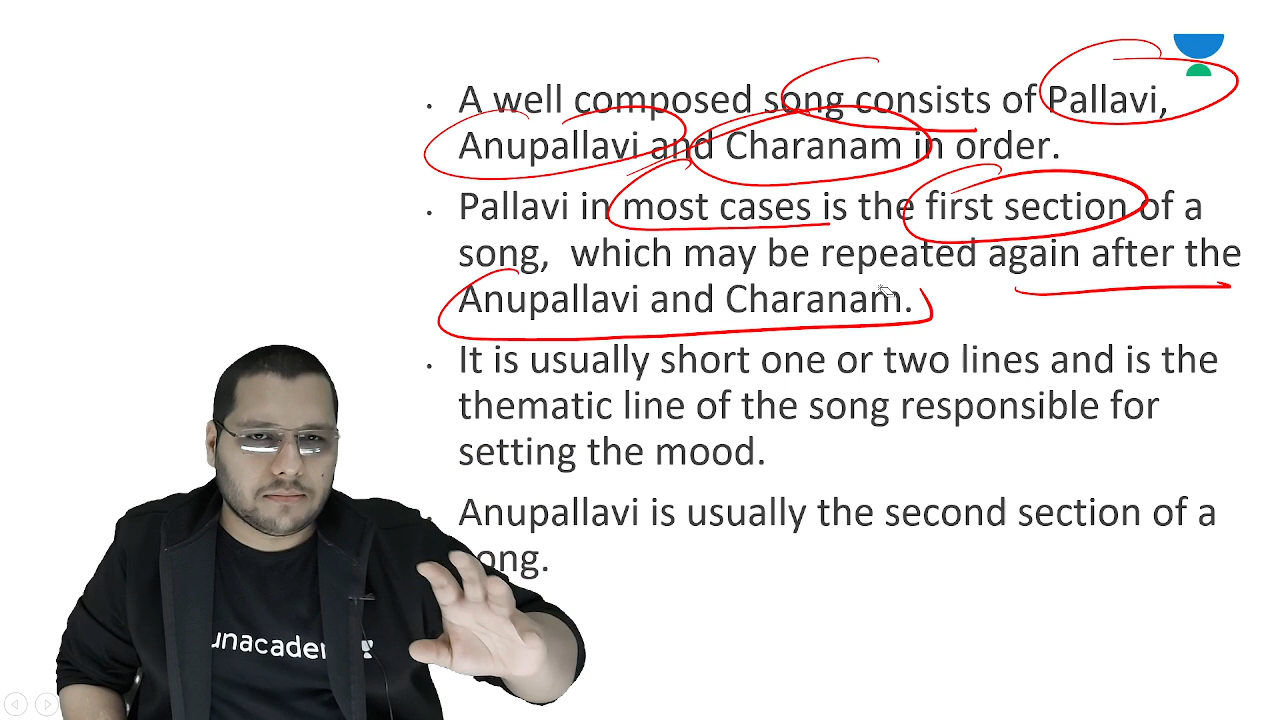 • A well composed song consists of Pallavi,
Anupallavi and Charanam in order.
• Pallavi in most cases is the first section of a
song, which may be repeated again after the
Anupallavi and Charanam.
• It is usually short one or two lines and is the
thematic line of the song responsible for
setting the mood.
Anupallavi is usually the second section of a
ong.
unacade